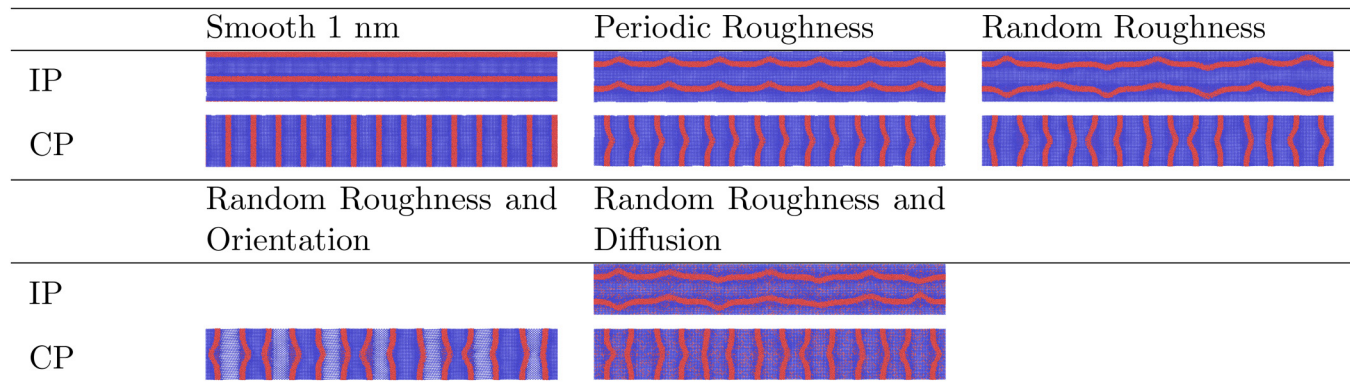 Smooth 1 nm Periodic Roughness Random Roughness
IP
CP
Random Roughness and Random Roughness and
Orientation Diffusion
IP
CP